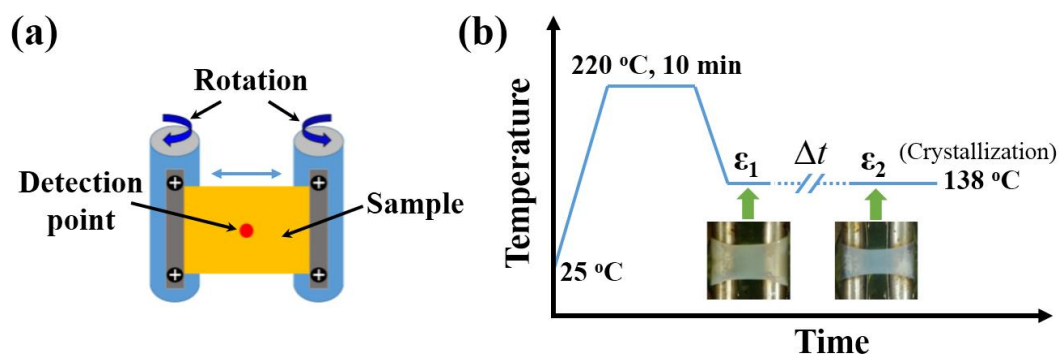 (a)
Rotation
Detection
point
Sample
(b)
Temperature
220 °C, 10 min
ε₁
Δt
ε₂
(Crystallization)
138 °C
25 °C
Time